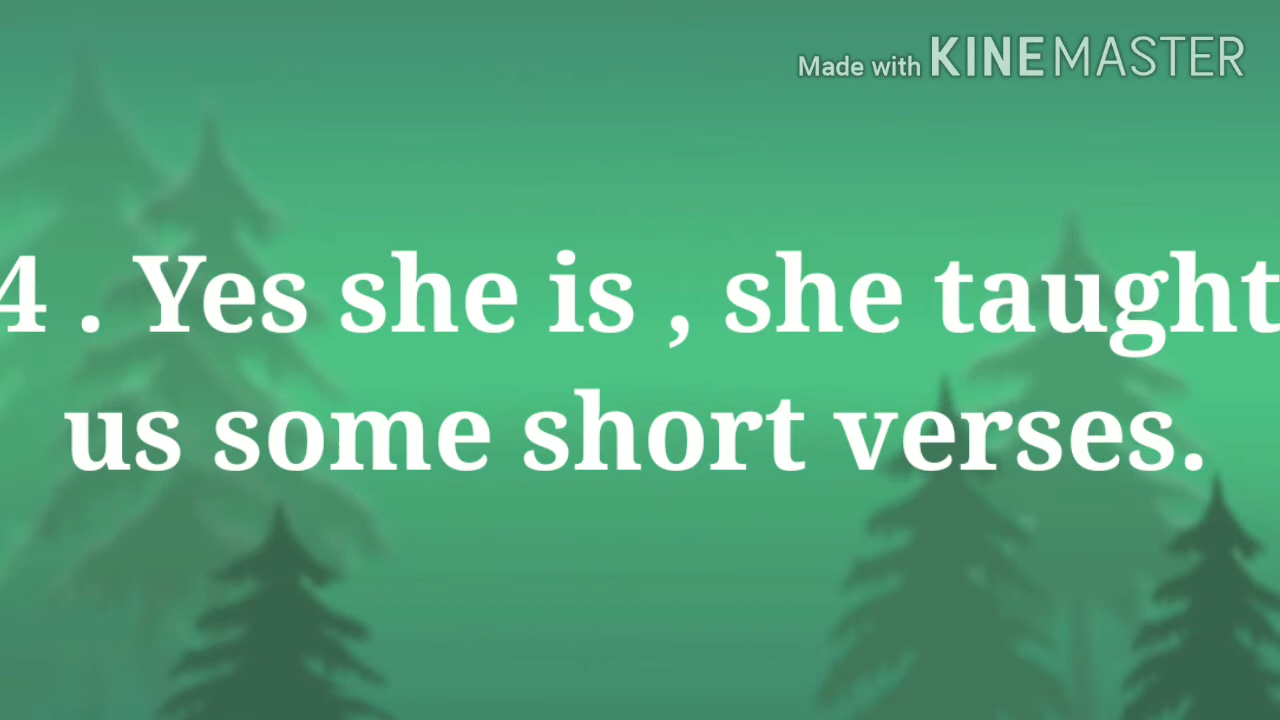 Made with KINEMASTER
4 . Yes she is , she taught
us some short verses.